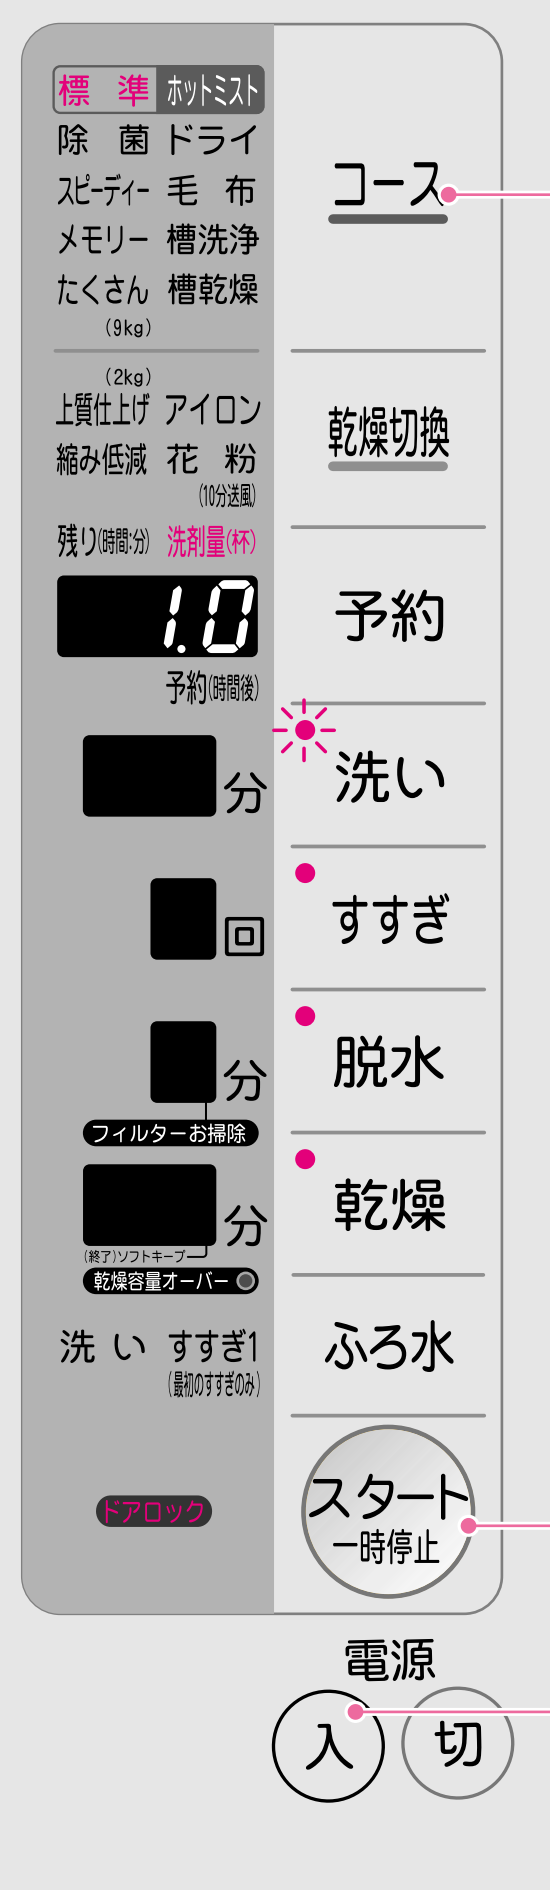 標準 ホットミスト
除菌 ドライ
スピーディー 毛布
メモリー 槽洗浄
たくさん 槽乾燥
(9kg)
コース
(2kg)
上質仕上げ アイロン
縮み低減 花粉
(10分送風)
乾燥切換
残り(時間:分) 洗剤量(杯)
1.0
予約(時間後)
予約
分
洗い
回
すすぎ
分
フィルターお掃除
脱水
分
(終了)ソフトキープ
乾燥容量オーバー
乾燥
洗い すすぎ1
(最初のすすぎのみ)
ふろ水
ドアロック
スタート
一時停止
電源
入 切